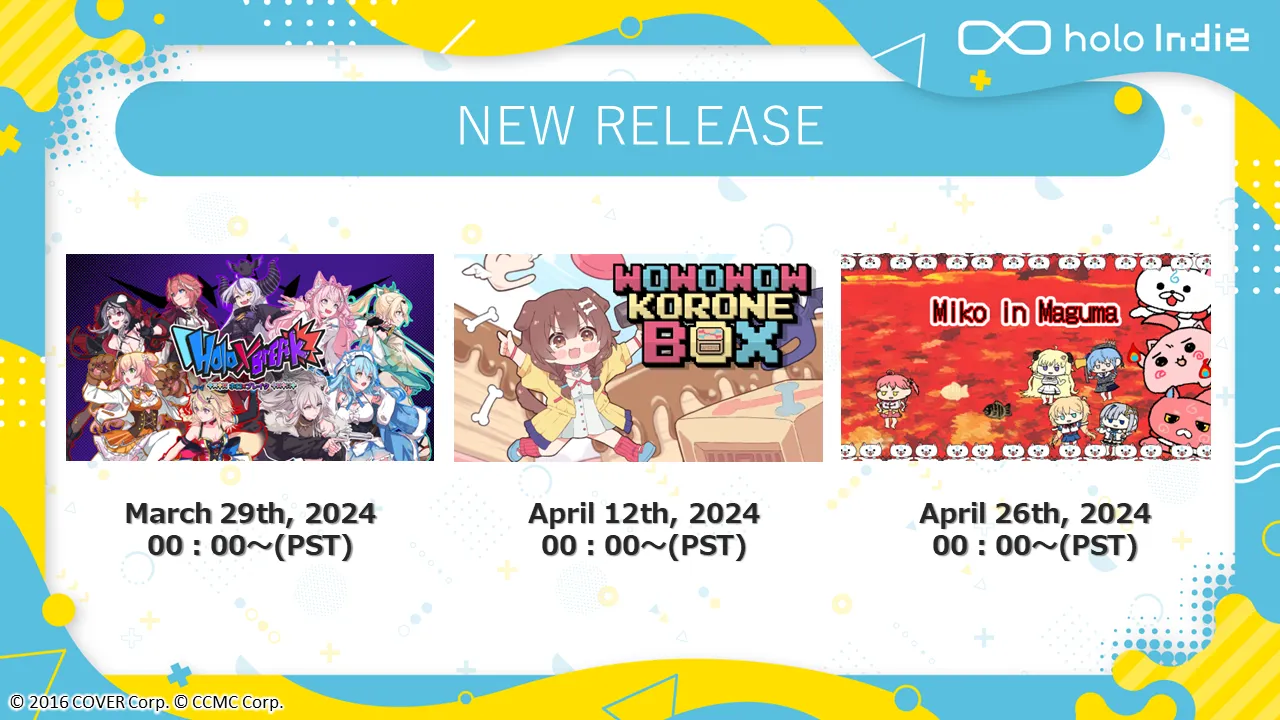 holo Indie
NEW RELEASE
HoloXBreak
WOWOWOW
KORONE
BOX
Miko in Maguma
March 29th, 2024
00：00～(PST)
April 12th, 2024
00：00～(PST)
April 26th, 2024
00：00～(PST)
© 2016 COVER Corp. © CCMC Corp.